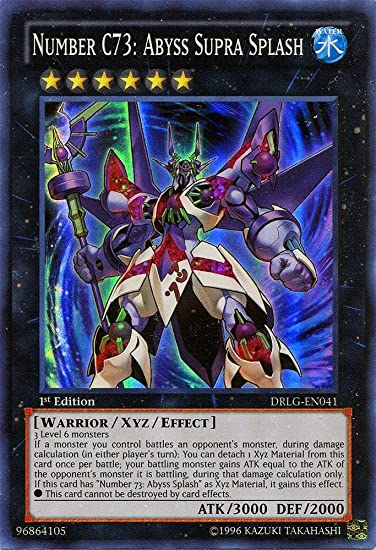 NUMBER C73: ABYSS SUPRA SPLASH
WATER
水
73
1st Edition
DRLG-EN041
[WARRIOR / XYZ / EFFECT]
3 Level 6 monsters
If a monster you control battles an opponent's monster, during damage
calculation (in either player's turn): You can detach 1 Xyz Material from this
card once per battle; your battling monster gains ATK equal to the ATK of
the opponent's monster it is battling, during that damage calculation only.
If this card has "Number 73: Abyss Splash" as Xyz Material, it gains this effect.
● This card cannot be destroyed by card effects.
ATK/3000 DEF/2000
96864105
©1996 KAZUKI TAKAHASHI